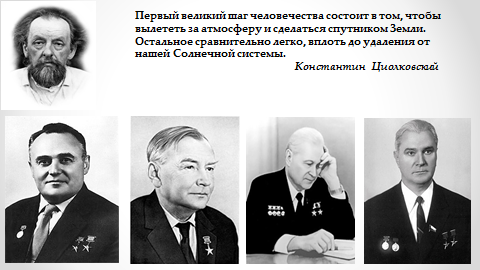 Первый великий шаг человечества состоит в том, чтобы
вылететь за атмосферу и сделаться спутником Земли.
Остальное сравнительно легко, вплоть до удаления от
нашей Солнечной системы.
Константин Циолковский